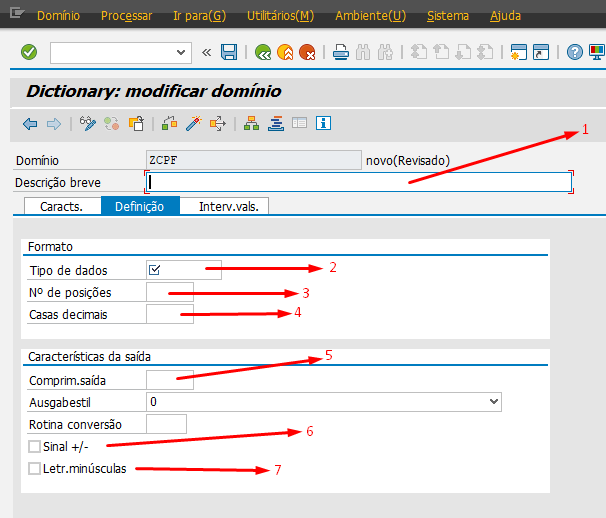 Domínio Processar Ir para(G) Utilitários(M) Ambiente(U) Sistema Ajuda
Dictionary: modificar domínio
1
Domínio ZCPF novo(Revisado)
Descrição breve
Caracts. Definição Interv.vals.
Formato
Tipo de dados 2
Nº de posições 3
Casas decimais 4
Características da saída 5
Comprim.saída
Ausgabestil 0
Rotina conversão
Sinal +/- 6
Letr.minúsculas 7